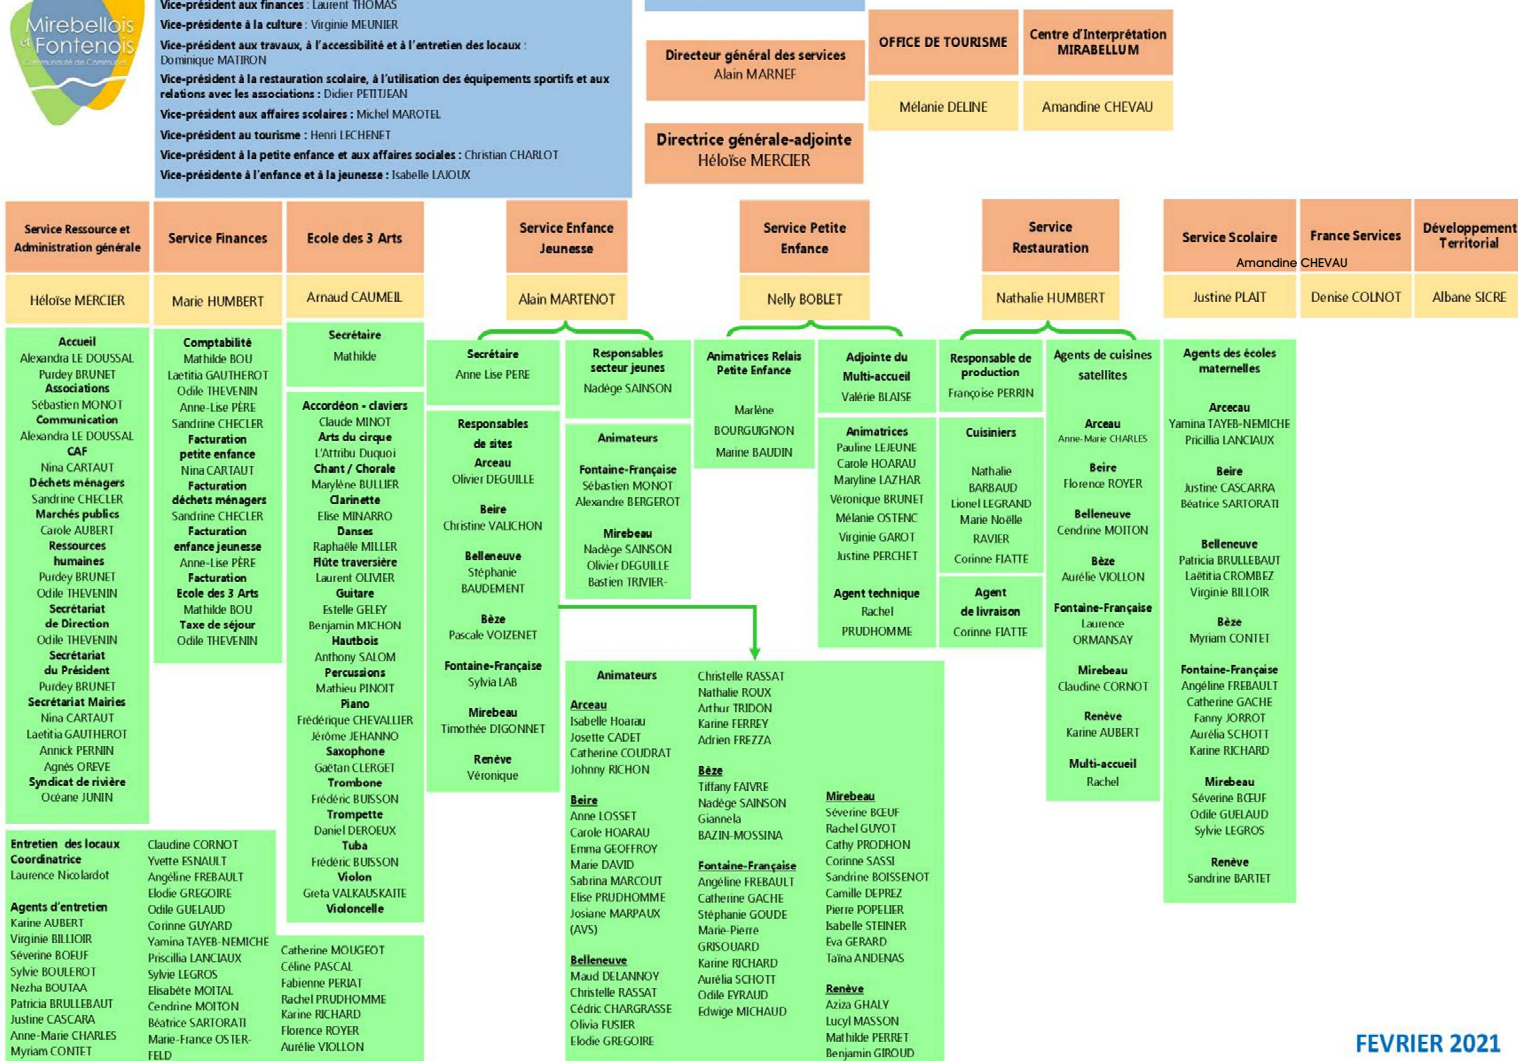 Mirebellois
et Fontenois
Communauté de Communes
Vice-président aux finances : Laurent THOMAS
Vice-présidente à la culture : Virginie MEUNIER
Vice-président aux travaux, à l'accessibilité et à l'entretien des locaux :
Dominique MATIRON
Vice-président à la restauration scolaire, à l'utilisation des équipements sportifs et aux
relations avec les associations : Didier PETITJEAN
Vice-président aux affaires scolaires : Michel MAROTEL
Vice-président au tourisme : Henri LECHENET
Vice-président à la petite enfance et aux affaires sociales : Christian CHARLOT
Vice-présidente à l'enfance et à la jeunesse : Isabelle LAJOUX
Directeur général des services
Alain MARNEF
Directrice générale-adjointe
Héloïse MERCIER
OFFICE DE TOURISME
Mélanie DELINE
Centre d'Interprétation
MIRABELLUM
Amandine CHEVAU
Service Ressource et
Administration générale
Héloïse MERCIER
Accueil
Alexandra LE DOUSSAL
Purdey BRUNET
Associations
Sébastien MONOT
Communication
Alexandra LE DOUSSAL
CAF
Nina CARTAUT
Déchets ménagers
Sandrine CHECLER
Marchés publics
Carole AUBERT
Ressources
humaines
Purdey BRUNET
Odile THEVENIN
Secrétariat
de Direction
Odile THEVENIN
Secrétariat
du Président
Purdey BRUNET
Secrétariat Mairies
Nina CARTAUT
Laetitia GAUTHEROT
Annick PERNIN
Agnès OREVE
Syndicat de rivière
Océane JUNIN
Service Finances
Marie HUMBERT
Comptabilité
Mathilde BOU
Laetitia GAUTHEROT
Odile THEVENIN
Anne-Lise PÈRE
Sandrine CHECLER
Facturation
petite enfance
Nina CARTAUT
Facturation
déchets ménagers
Sandrine CHECLER
Facturation
enfance jeunesse
Anne-Lise PÈRE
Facturation
Ecole des 3 Arts
Mathilde BOU
Taxe de séjour
Odile THEVENIN
Ecole des 3 Arts
Arnaud CAUMEIL
Secrétaire
Mathilde
Accordéon - claviers
Claude MINOT
Arts du cirque
L'Attribu Duquoi
Chant / Chorale
Marylène BULLIER
Clarinette
Elise MINARRO
Danses
Raphaële MILLER
Flûte traversière
Laurent OLIVIER
Guitare
Estelle GELEY
Benjamin MICHON
Hautbois
Anthony SALOM
Percussions
Mathieu PINOIT
Piano
Frédérique CHEVALLIER
Jérôme JEHANNO
Saxophone
Gaëtan CLERGET
Trombone
Frédéric BUISSON
Trompette
Daniel DEROEUX
Tuba
Frédéric BUISSON
Violon
Greta VALKAUSKAITE
Violoncelle
Service Enfance
Jeunesse
Alain MARTENOT
Secrétaire
Anne Lise PERE
Responsables
de sites
Arceau
Olivier DEGUILLE
Beire
Christine VALICHON
Belleneuve
Stéphanie
BAUDEMENT
Bèze
Pascale VOIZENET
Fontaine-Française
Sylvia LAB
Mirebeau
Timothée DIGONNET
Renève
Véronique
Responsables
secteur jeunes
Nadège SAINSON
Animateurs
Fontaine-Française
Sébastien MONOT
Alexandre BERGEROT
Mirebeau
Nadège SAINSON
Olivier DEGUILLE
Bastien TRIVIER-
Animateurs
Arceau
Isabelle Hoarau
Josette CADET
Catherine COUDRAT
Johnny RICHON
Beire
Anne LOSSET
Carole HOARAU
Emma GEOFFROY
Marie DAVID
Sabrina MARCOUT
Elise PRUDHOMME
Josiane MARPAUX
(AVS)
Belleneuve
Maud DELANNOY
Christelle RASSAT
Cédric CHARGRASSE
Olivia FUSIER
Elodie GREGOIRE
Christelle RASSAT
Nathalie ROUX
Arthur TRIDON
Karine FERREY
Adrien FREZZA
Bèze
Tiffany FAIVRE
Nadège SAINSON
Giannela
BAZIN-MOSSINA
Fontaine-Française
Angéline FREBAULT
Catherine GACHE
Stéphanie GOUDE
Marie-Pierre
GRISOUARD
Karine RICHARD
Aurélia SCHOTT
Odile EYRAUD
Edwige MICHAUD
Mirebeau
Séverine BŒUF
Rachel GUYOT
Cathy PRODHON
Corinne SASSI
Sandrine BOISSENOT
Camille DEPREZ
Pierre POPELIER
Isabelle STEINER
Eva GERARD
Taïna ANDENAS
Renève
Aziza GHALY
Lucyl MASSON
Mathilde PERRET
Benjamin GIROUD
Service Petite
Enfance
Nelly BOBLET
Animatrices Relais
Petite Enfance
Marlène
BOURGUIGNON
Marine BAUDIN
Adjointe du
Multi-accueil
Valérie BLAISE
Animatrices
Pauline LEJEUNE
Carole HOARAU
Maryline LAZHAR
Véronique BRUNET
Mélanie OSTENC
Virginie GAROT
Justine PERCHET
Agent technique
Rachel
PRUDHOMME
Service
Restauration
Nathalie HUMBERT
Responsable de
production
Françoise PERRIN
Cuisiniers
Nathalie
BARBAUD
Lionel LEGRAND
Marie Noëlle
RAVIER
Corinne FIATTE
Agent
de livraison
Corinne FIATTE
Agents de cuisines
satellites
Arceau
Anne-Marie CHARLES
Beire
Florence ROYER
Belleneuve
Cendrine MOITON
Bèze
Aurélie VIOLLON
Fontaine-Française
Laurence
ORMANSAY
Mirebeau
Claudine CORNOT
Renève
Karine AUBERT
Multi-accueil
Rachel
Service Scolaire
Amandine CHEVAU
Justine PLAIT
Agents des écoles
maternelles
Arcecau
Yamina TAYEB-NEMICHE
Pricillia LANCIAUX
Beire
Justine CASCARRA
Béatrice SARTORATI
Belleneuve
Patricia BRULLEBAUT
Laëtitia CROMBEZ
Virginie BILLOIR
Bèze
Myriam CONTET
Fontaine-Française
Angéline FREBAULT
Catherine GACHE
Fanny JORROT
Aurélia SCHOTT
Karine RICHARD
Mirebeau
Séverine BŒUF
Odile GUELAUD
Sylvie LEGROS
Renève
Sandrine BARTET
France Services
Denise COLNOT
Développement
Territorial
Albane SICRE
Entretien des locaux
Coordinatrice
Laurence Nicolardot
Agents d'entretien
Karine AUBERT
Virginie BILLIOIR
Séverine BOEUF
Sylvie BOULEROT
Nezha BOUTAA
Patricia BRULLEBAUT
Justine CASCARA
Anne-Marie CHARLES
Myriam CONTET
Claudine CORNOT
Yvette ESNAULT
Angéline FREBAULT
Elodie GREGOIRE
Odile GUELAUD
Corinne GUYARD
Yamina TAYEB-NEMICHE
Priscillia LANCIAUX
Sylvie LEGROS
Elisabète MOITAL
Cendrine MOITON
Béatrice SARTORATI
Marie-France OSTER-
FELD
Catherine MOUGEOT
Céline PASCAL
Fabienne PERIAT
Rachel PRUDHOMME
Karine RICHARD
Florence ROYER
Aurélie VIOLLON
FEVRIER 2021